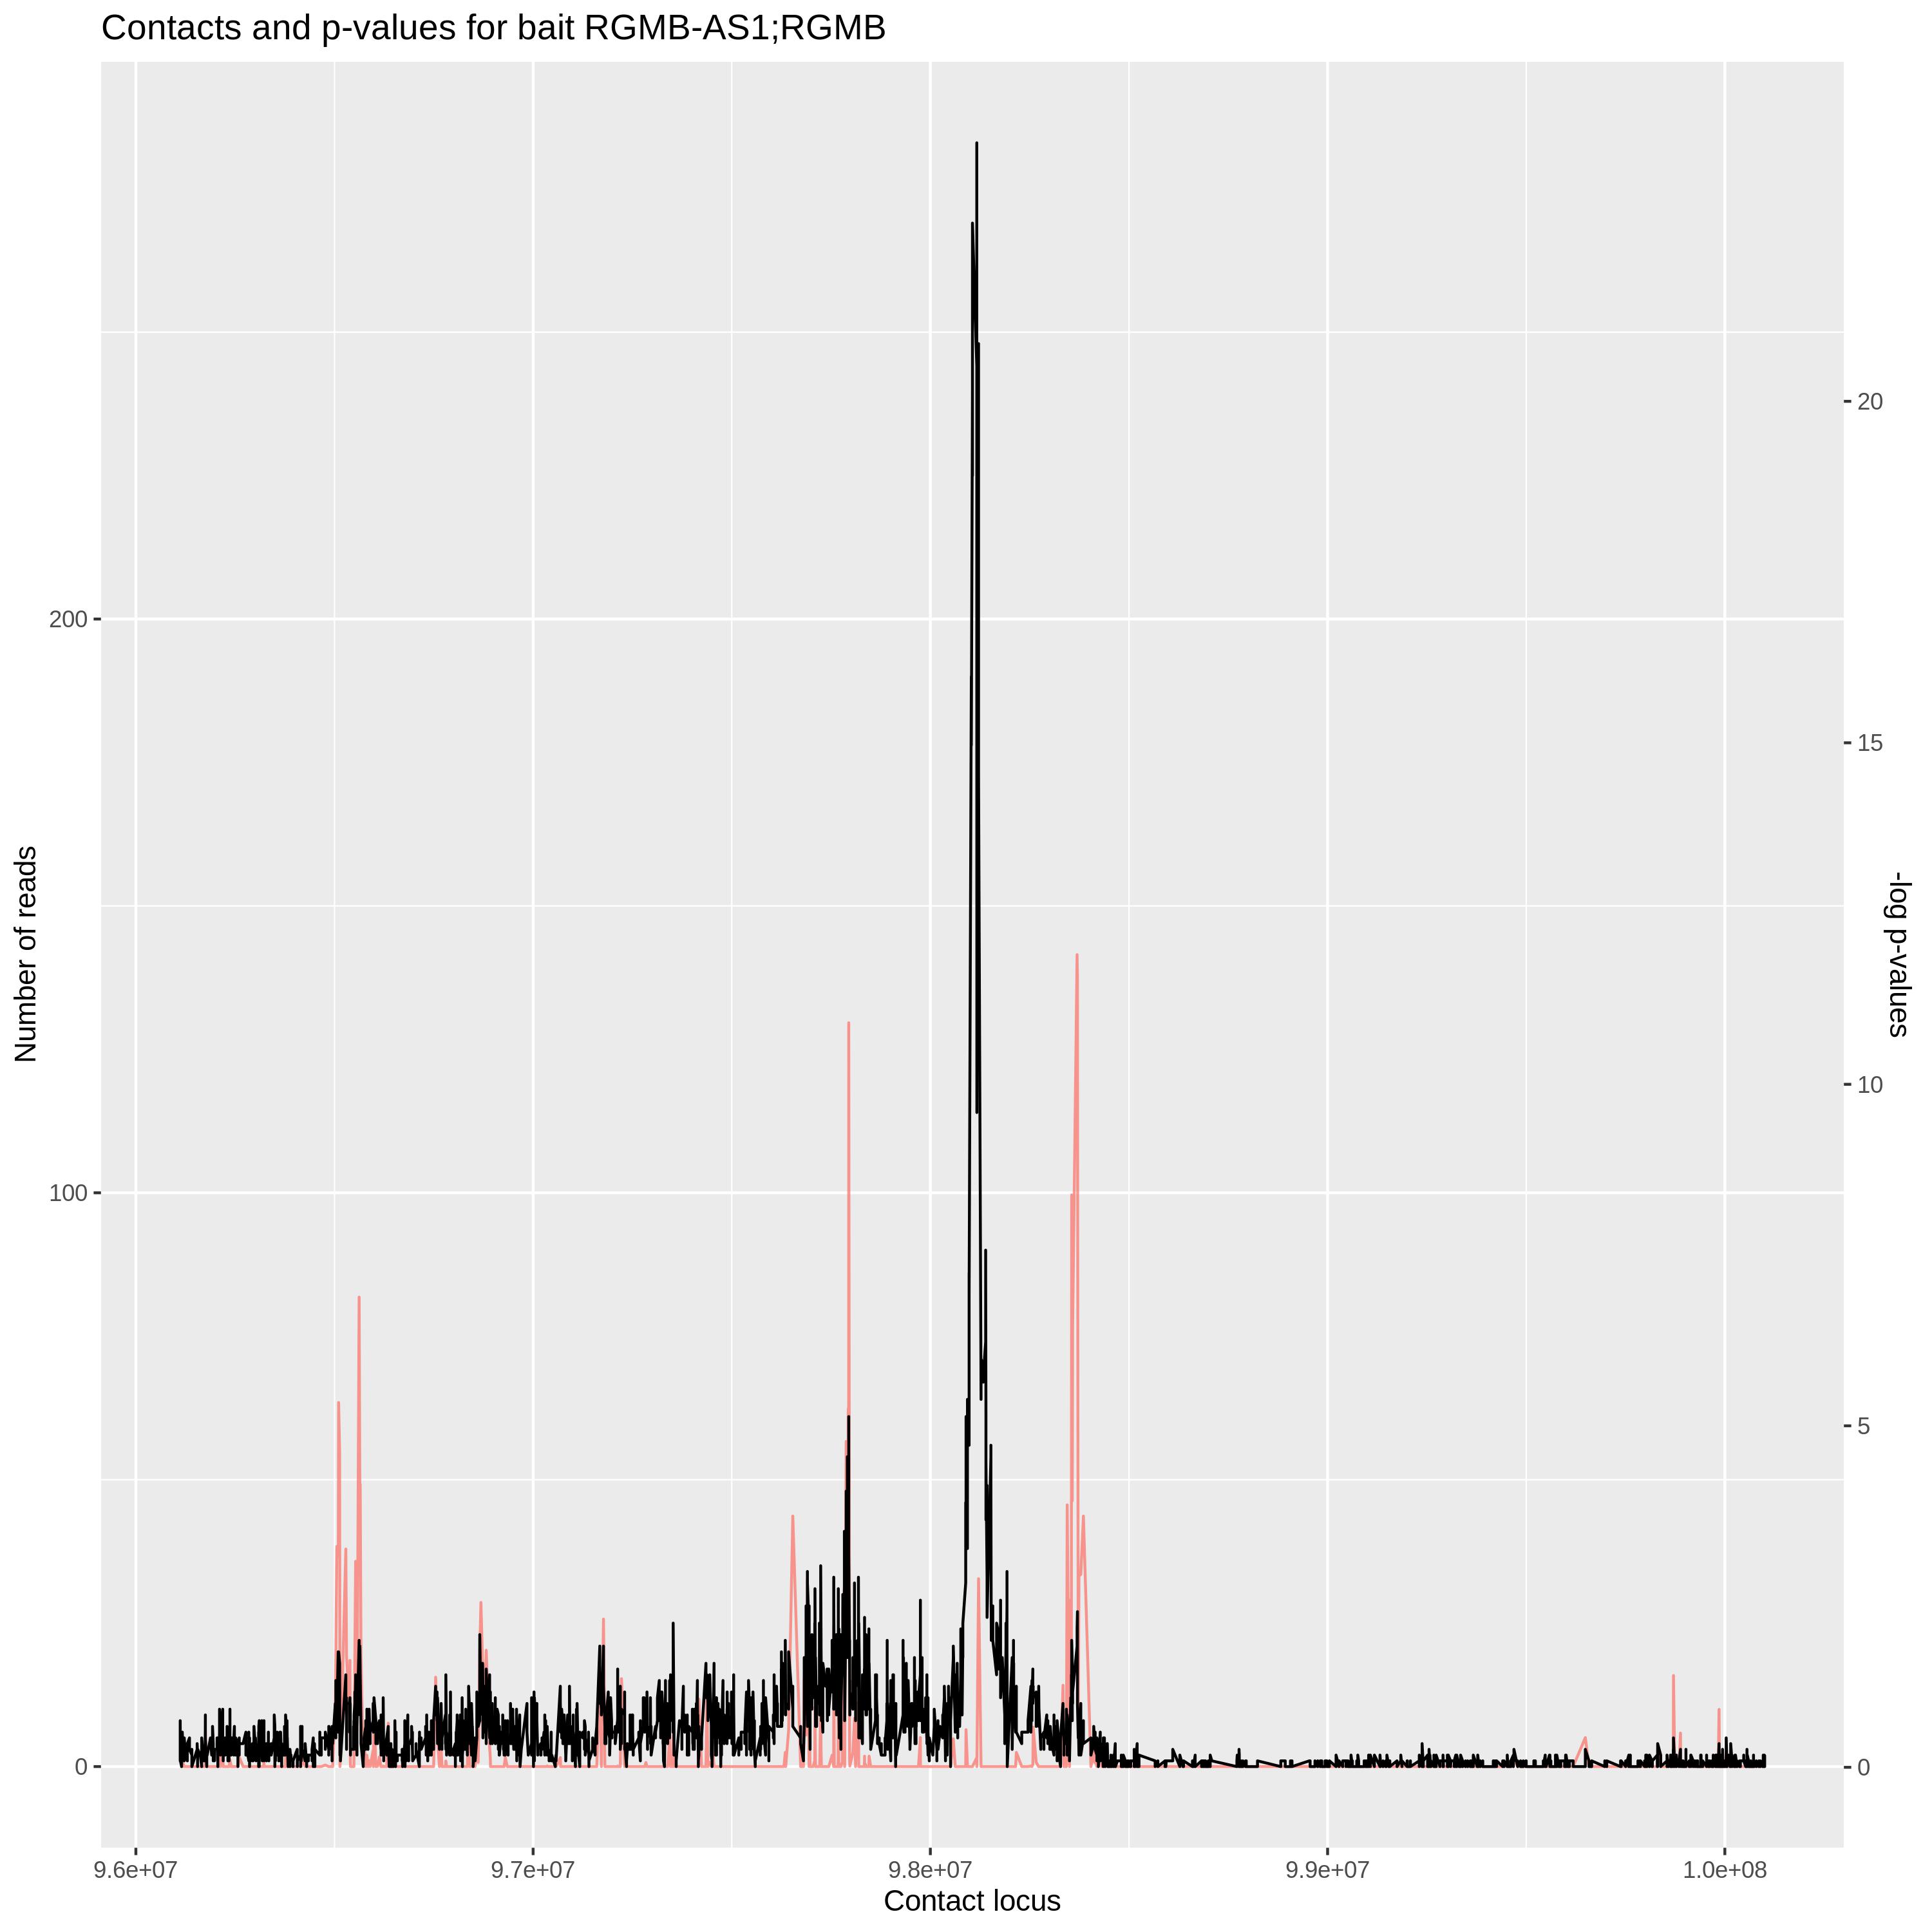 Contacts and p-values for bait RGMB-AS1;RGMB
Number of reads
200
100
0
20
15
10
5
0
-log p-values
9.6e+07
9.7e+07
9.8e+07
9.9e+07
1.0e+08
Contact locus